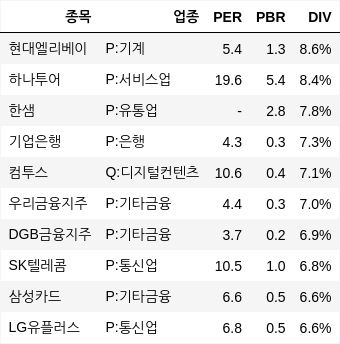 종목 업종 PER PBR DIV
현대엘리베이 P:기계 5.4 1.3 8.6%
하나투어 P:서비스업 19.6 5.4 8.4%
한샘 P:유통업 - 2.8 7.8%
기업은행 P:은행 4.3 0.3 7.3%
컴투스 Q:디지털컨텐츠 10.6 0.4 7.1%
우리금융지주 P:기타금융 4.4 0.3 7.0%
DGB금융지주 P:기타금융 3.7 0.2 6.9%
SK텔레콤 P:통신업 10.5 1.0 6.8%
삼성카드 P:기타금융 6.6 0.5 6.6%
LG유플러스 P:통신업 6.8 0.5 6.6%